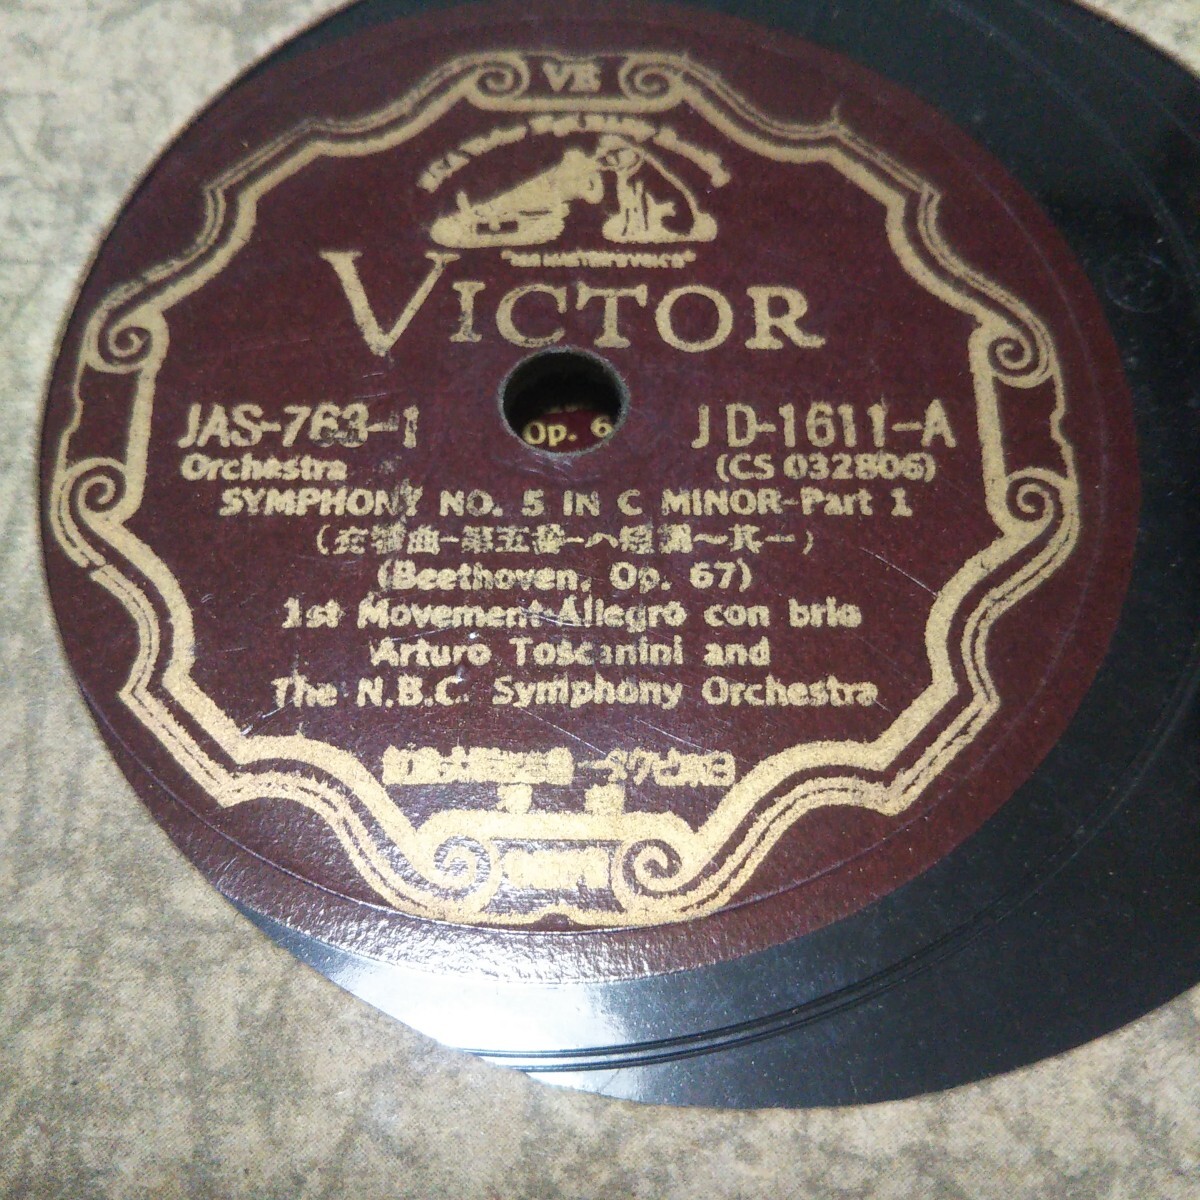 VE
"HIS MASTER'S VOICE"
VICTOR
JAS-763-1
JD-1611-A
Op. 6
Orchestra
(CS 032806)
SYMPHONY NO. 5 IN C MINOR-Part 1
(交響曲-第五番-ハ短調~其一)
(Beethoven, Op. 67)
1st Movement-Allegro con brio
Arturo Toscanini and
The N.B.C. Symphony Orchestra